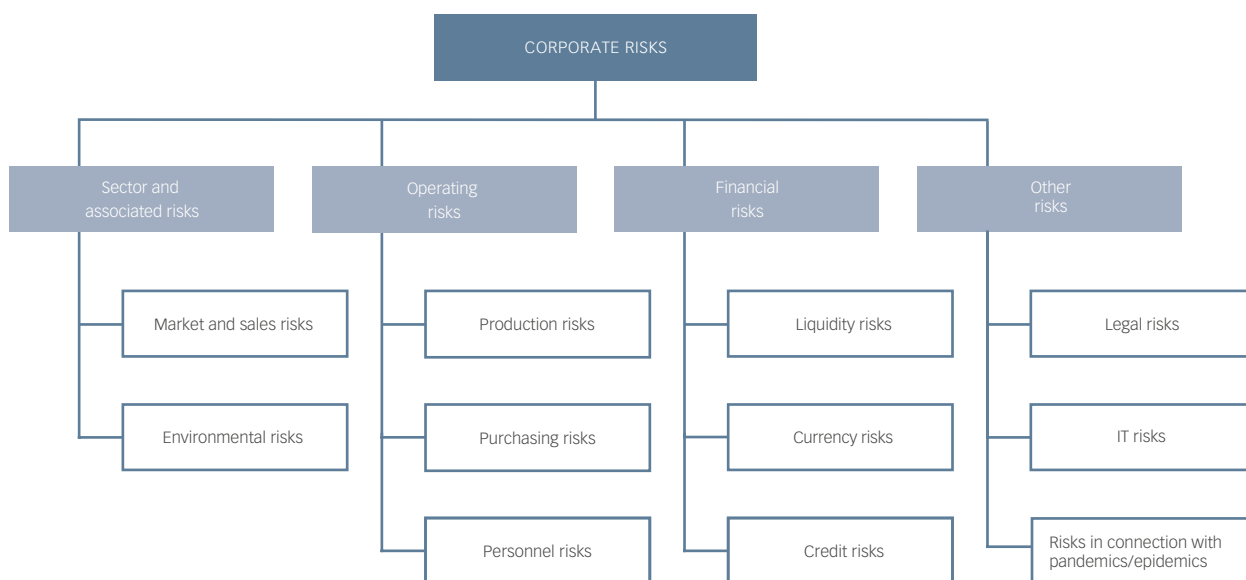 CORPORATE RISKS
Sector and
associated risks
Operating
risks
Financial
risks
Other
risks
Market and sales risks
Production risks
Liquidity risks
Legal risks
Environmental risks
Purchasing risks
Currency risks
IT risks
Personnel risks
Credit risks
Risks in connection with
pandemics/epidemics